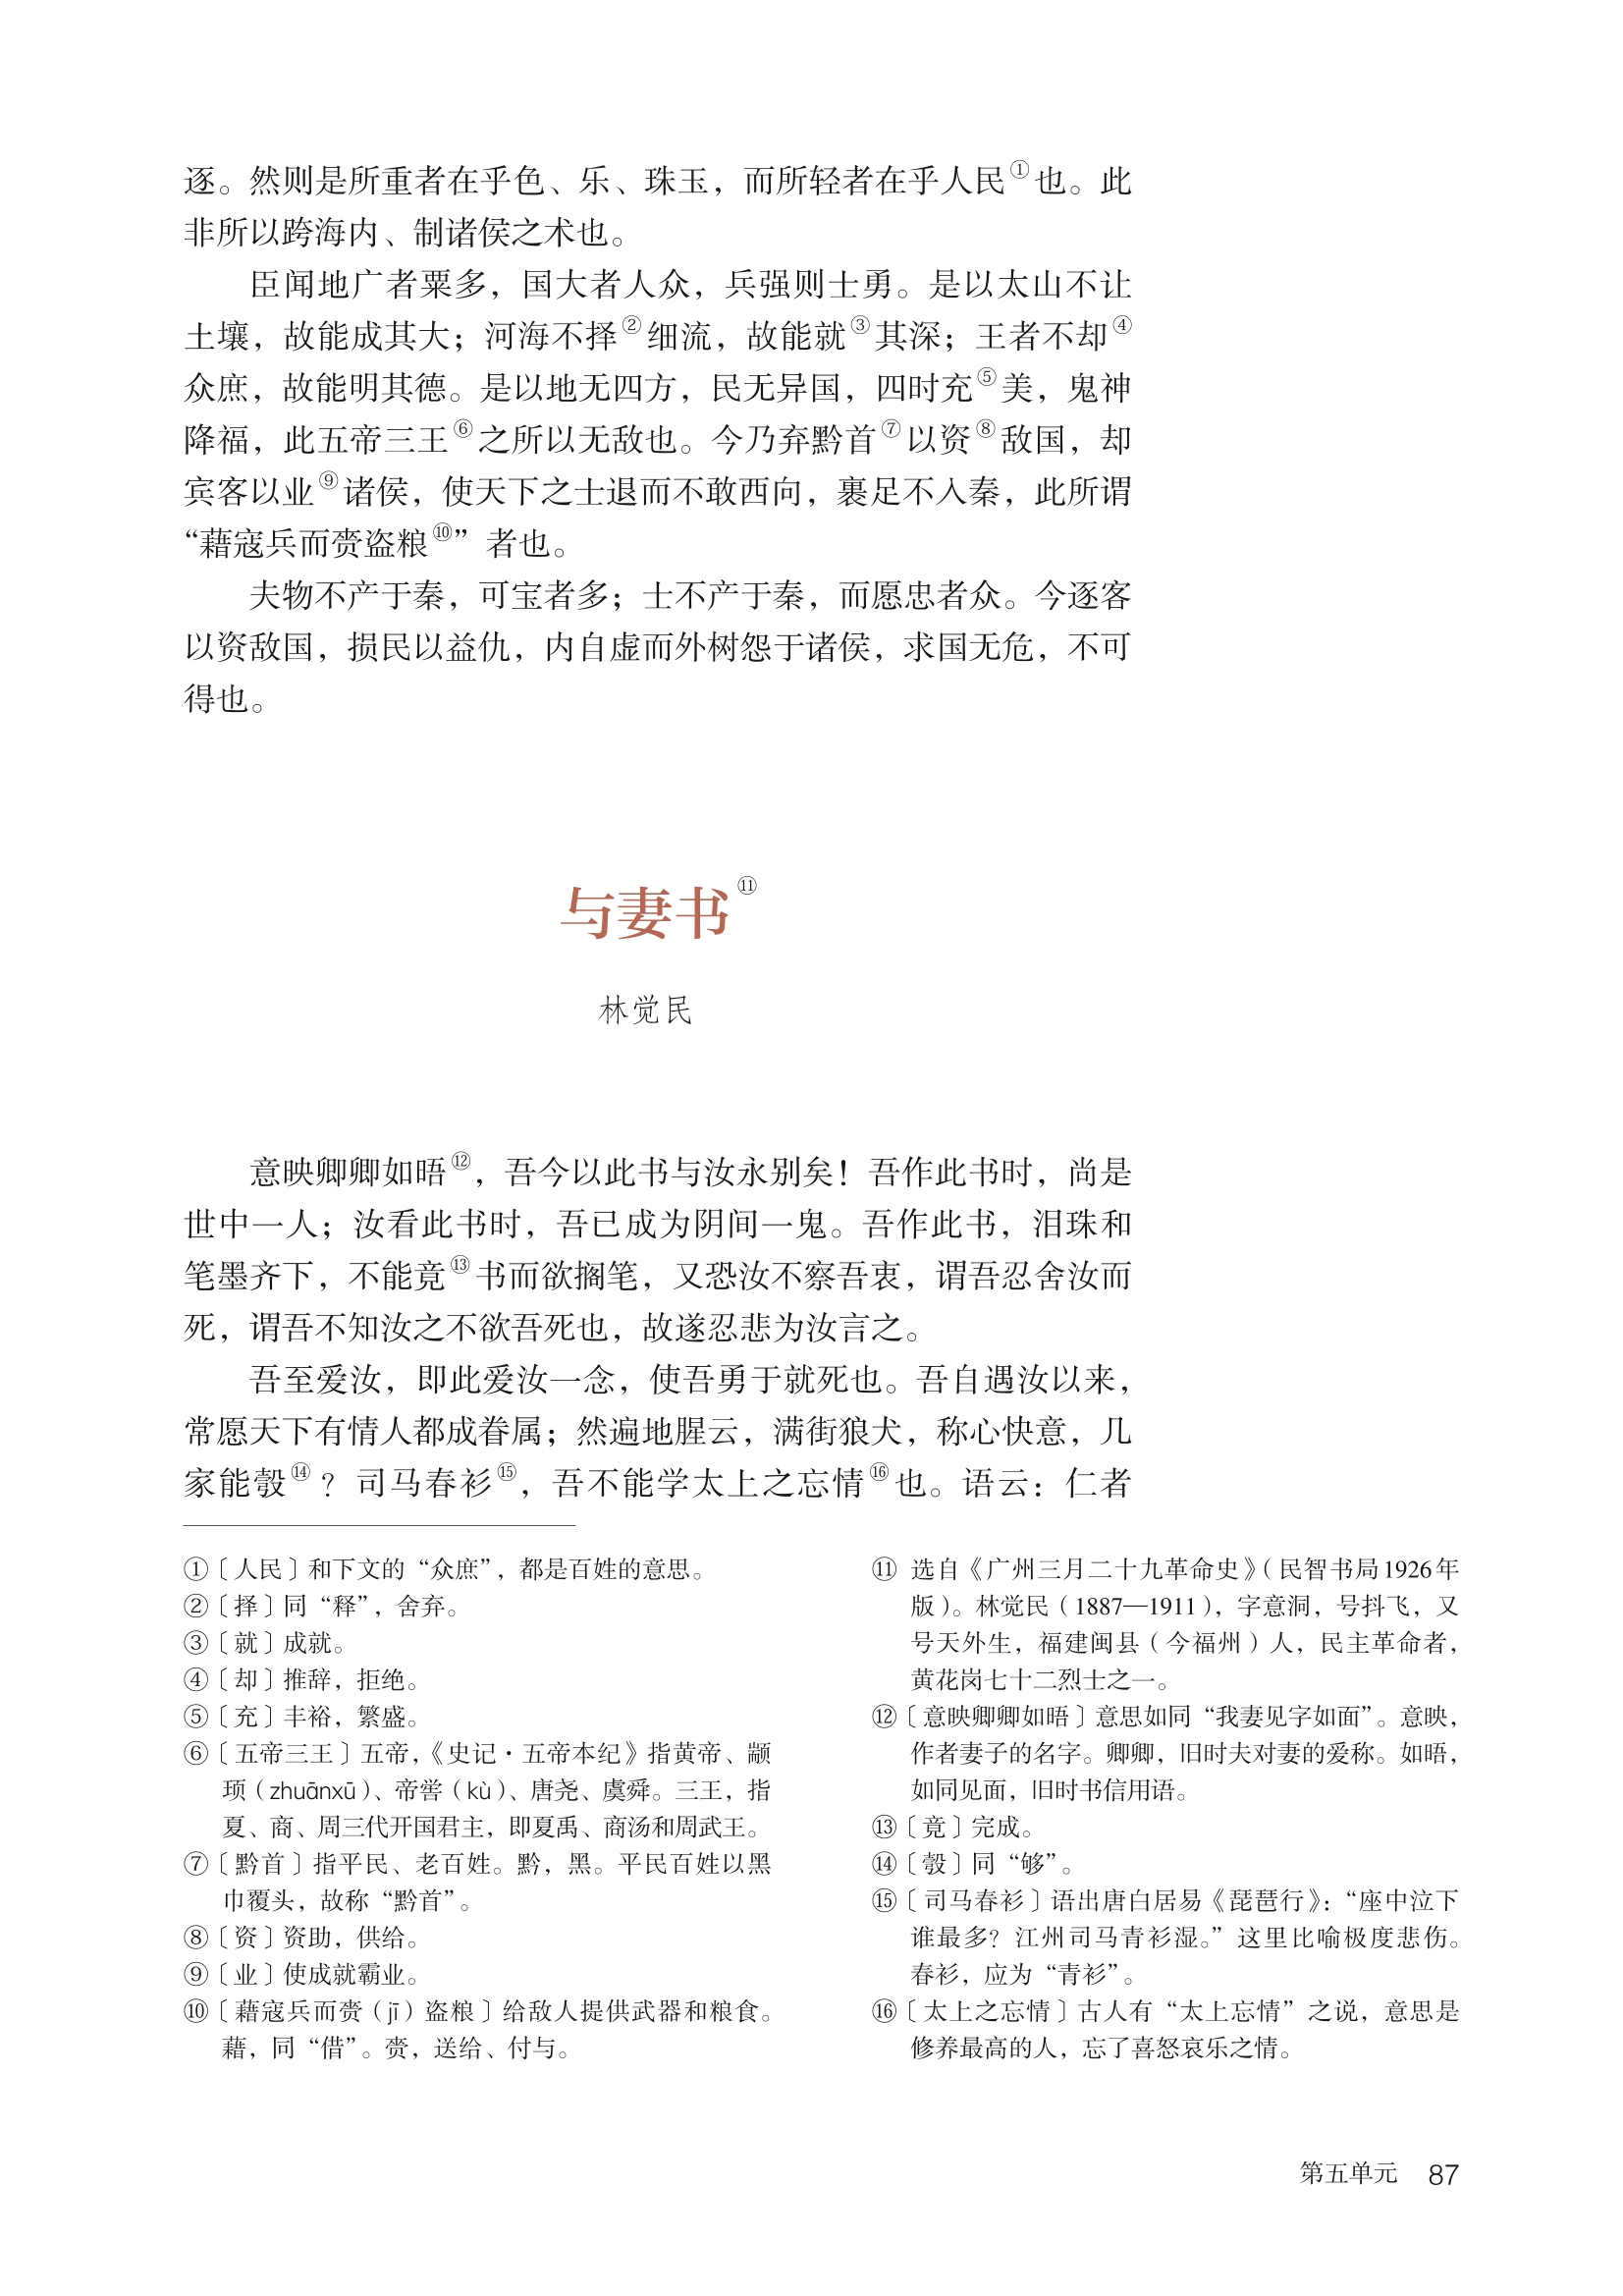 逐。然则是所重者在乎色、乐、珠玉，而所轻者在乎人民①也。此
非所以跨海内、制诸侯之术也。
臣闻地广者粟多，国大者人众，兵强则士勇。是以太山不让
土壤，故能成其大；河海不择②细流，故能就③其深；王者不却④
众庶，故能明其德。是以地无四方，民无异国，四时充⑤美，鬼神
降福，此五帝三王⑥之所以无敌也。今乃弃黔首⑦以资⑧敌国，却
宾客以业⑨诸侯，使天下之士退而不敢西向，裹足不入秦，此所谓
“藉寇兵而赍盗粮⑩”者也。
夫物不产于秦，可宝者多；士不产于秦，而愿忠者众。今逐客
以资敌国，损民以益仇，内自虚而外树怨于诸侯，求国无危，不可
得也。
与妻书⑪
林觉民
意映卿卿如晤⑫，吾今以此书与汝永别矣！吾作此书时，尚是
世中一人；汝看此书时，吾已成为阴间一鬼。吾作此书，泪珠和
笔墨齐下，不能竟⑬书而欲搁笔，又恐汝不察吾衷，谓吾忍舍汝而
死，谓吾不知汝之不欲吾死也，故遂忍悲为汝言之。
吾至爱汝，即此爱汝一念，使吾勇于就死也。吾自遇汝以来，
常愿天下有情人都成眷属；然遍地腥云，满街狼犬，称心快意，几
家能彀⑭？司马春衫⑮，吾不能学太上之忘情⑯也。语云：仁者
①〔人民〕和下文的“众庶”，都是百姓的意思。
②〔择〕同“释”，舍弃。
③〔就〕成就。
④〔却〕推辞，拒绝。
⑤〔充〕丰裕，繁盛。
⑥〔五帝三王〕五帝，《史记·五帝本纪》指黄帝、颛
顼（zhuānxū）、帝喾（kù）、唐尧、虞舜。三王，指
夏、商、周三代开国君主，即夏禹、商汤和周武王。
⑦〔黔首〕指平民、老百姓。黔，黑。平民百姓以黑
巾覆头，故称“黔首”。
⑧〔资〕资助，供给。
⑨〔业〕使成就霸业。
⑩〔藉寇兵而赍（jī）盗粮〕给敌人提供武器和粮食。
藉，同“借”。赍，送给、付与。
⑪ 选自《广州三月二十九革命史》（民智书局1926年
版）。林觉民（1887—1911），字意洞，号抖飞，又
号天外生，福建闽县（今福州）人，民主革命者，
黄花岗七十二烈士之一。
⑫〔意映卿卿如晤〕意思如同“我妻见字如面”。意映，
作者妻子的名字。卿卿，旧时夫对妻的爱称。如晤，
如同见面，旧时书信用语。
⑬〔竟〕完成。
⑭〔彀〕同“够”。
⑮〔司马春衫〕语出唐白居易《琵琶行》：“座中泣下
谁最多？江州司马青衫湿。”这里比喻极度悲伤。
春衫，应为“青衫”。
⑯〔太上之忘情〕古人有“太上忘情”之说，意思是
修养最高的人，忘了喜怒哀乐之情。
第五单元 87